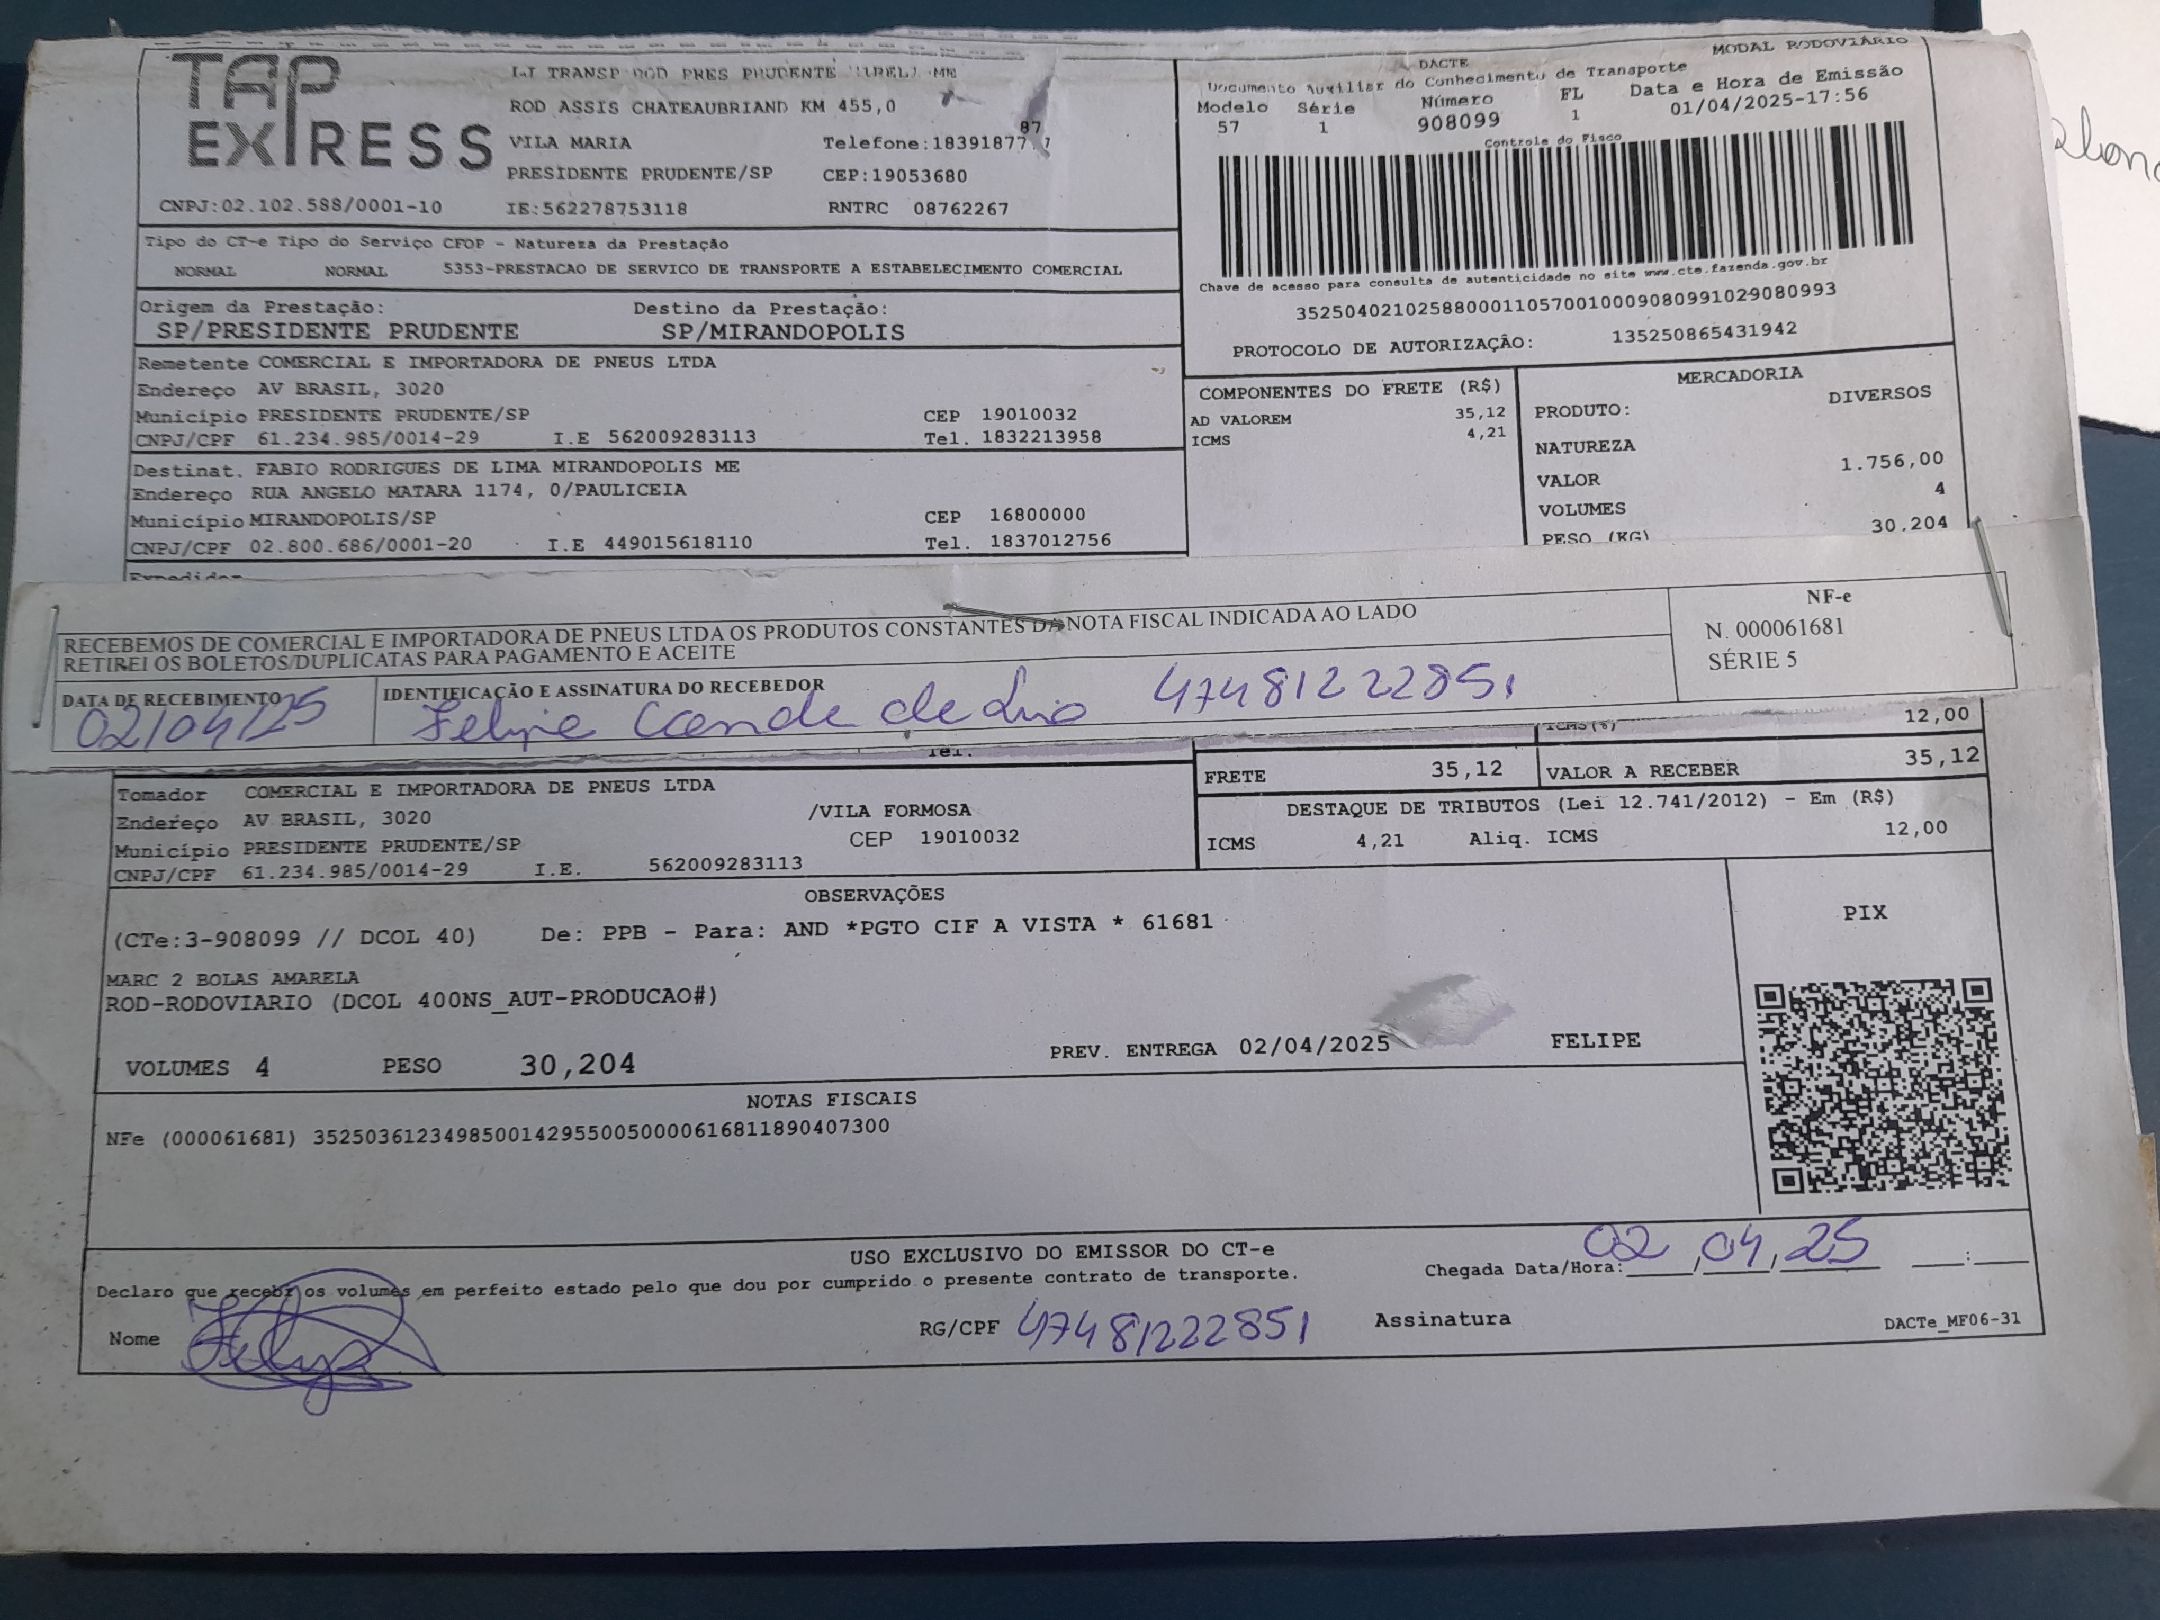 TAP EXPRESS
LJ TRANSP ROD PRES PRUDENTE EIRELI ME
ROD ASSIS CHATEAUBRIAND KM 455,0
VILA MARIA Telefone:18391877
PRESIDENTE PRUDENTE/SP CEP:19053680
CNPJ:02.102.588/0001-10 IE:562278753118 RNTRC 08762267
MODAL RODOVIÁRIO
DACTE
Documento Auxiliar do Conhecimento de Transporte
Modelo Série Número FL Data e Hora de Emissão
57 1 908099 1 01/04/2025-17:56
Controle do Fisco
Chave de acesso para consulta de autenticidade no site www.cte.fazenda.gov.br
35250402102588000110570010009080991029080993
PROTOCOLO DE AUTORIZAÇÃO: 135250865431942
Tipo do CT-e Tipo do Serviço CFOP - Natureza da Prestação
NORMAL NORMAL 5353-PRESTACAO DE SERVICO DE TRANSPORTE A ESTABELECIMENTO COMERCIAL
Origem da Prestação: Destino da Prestação:
SP/PRESIDENTE PRUDENTE SP/MIRANDOPOLIS
Remetente COMERCIAL E IMPORTADORA DE PNEUS LTDA
Endereço AV BRASIL, 3020
Município PRESIDENTE PRUDENTE/SP CEP 19010032
CNPJ/CPF 61.234.985/0014-29 I.E 562009283113 Tel. 1832213958
Destinat. FABIO RODRIGUES DE LIMA MIRANDOPOLIS ME
Endereço RUA ANGELO MATARA 1174, 0/PAULICEIA
Município MIRANDOPOLIS/SP CEP 16800000
CNPJ/CPF 02.800.686/0001-20 I.E 449015618110 Tel. 1837012756
Expedidor
COMPONENTES DO FRETE (R$)
AD VALOREM 35,12
ICMS 4,21
MERCADORIA
PRODUTO: DIVERSOS
NATUREZA
VALOR 1.756,00
VOLUMES 4
PESO (KG) 30,204
RECEBEMOS DE COMERCIAL E IMPORTADORA DE PNEUS LTDA OS PRODUTOS CONSTANTES DA NOTA FISCAL INDICADA AO LADO
RETIREI OS BOLETOS/DUPLICATAS PARA PAGAMENTO E ACEITE
NF-e
N. 000061681
SÉRIE 5
DATA DE RECEBIMENTO IDENTIFICAÇÃO E ASSINATURA DO RECEBEDOR
02/04/25 Felipe de 47481222851
Tel.
ICMS(%) 12,00
FRETE 35,12 VALOR A RECEBER 35,12
DESTAQUE DE TRIBUTOS (Lei 12.741/2012) - Em (R$)
ICMS 4,21 Aliq. ICMS 12,00
Tomador COMERCIAL E IMPORTADORA DE PNEUS LTDA
Endereço AV BRASIL, 3020 /VILA FORMOSA
Município PRESIDENTE PRUDENTE/SP CEP 19010032
CNPJ/CPF 61.234.985/0014-29 I.E. 562009283113
OBSERVAÇÕES
(CTe:3-908099 // DCOL 40) De: PPB - Para: AND *PGTO CIF A VISTA * 61681
MARC 2 BOLAS AMARELA
ROD-RODOVIARIO (DCOL 400NS_AUT-PRODUCAO#)
VOLUMES 4 PESO 30,204 PREV. ENTREGA 02/04/2025 FELIPE
PIX
NOTAS FISCAIS
NFe (000061681) 35250361234985001429550050000616811890407300
USO EXCLUSIVO DO EMISSOR DO CT-e
Declaro que recebi os volumes em perfeito estado pelo que dou por cumprido o presente contrato de transporte.
Chegada Data/Hora: 02,04,25 :
Nome Felipe RG/CPF 47481222851 Assinatura
DACTe_MF06-31